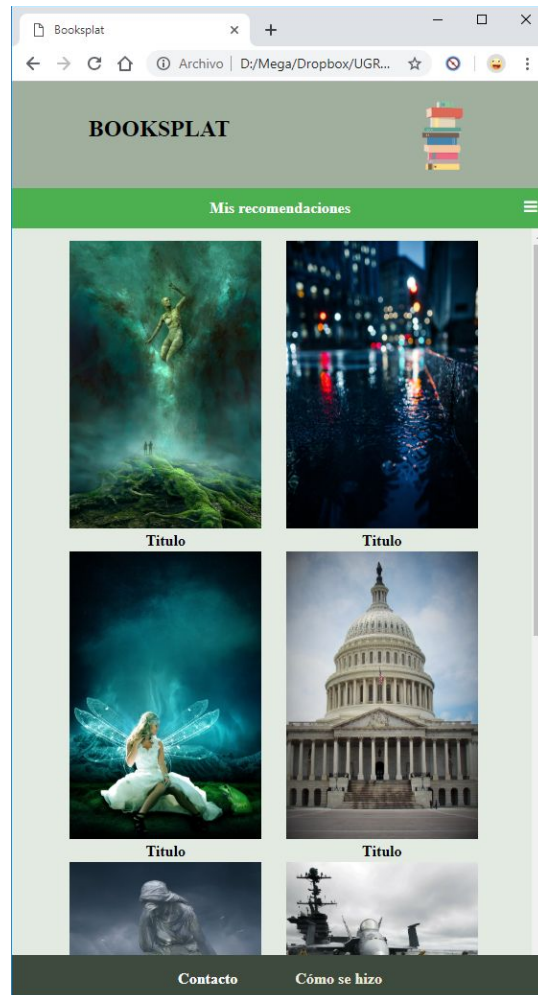 Booksplat
Archivo | D:/Mega/Dropbox/UGR...
BOOKSPLAT
Mis recomendaciones
Titulo Titulo
Titulo Titulo
Contacto Cómo se hizo